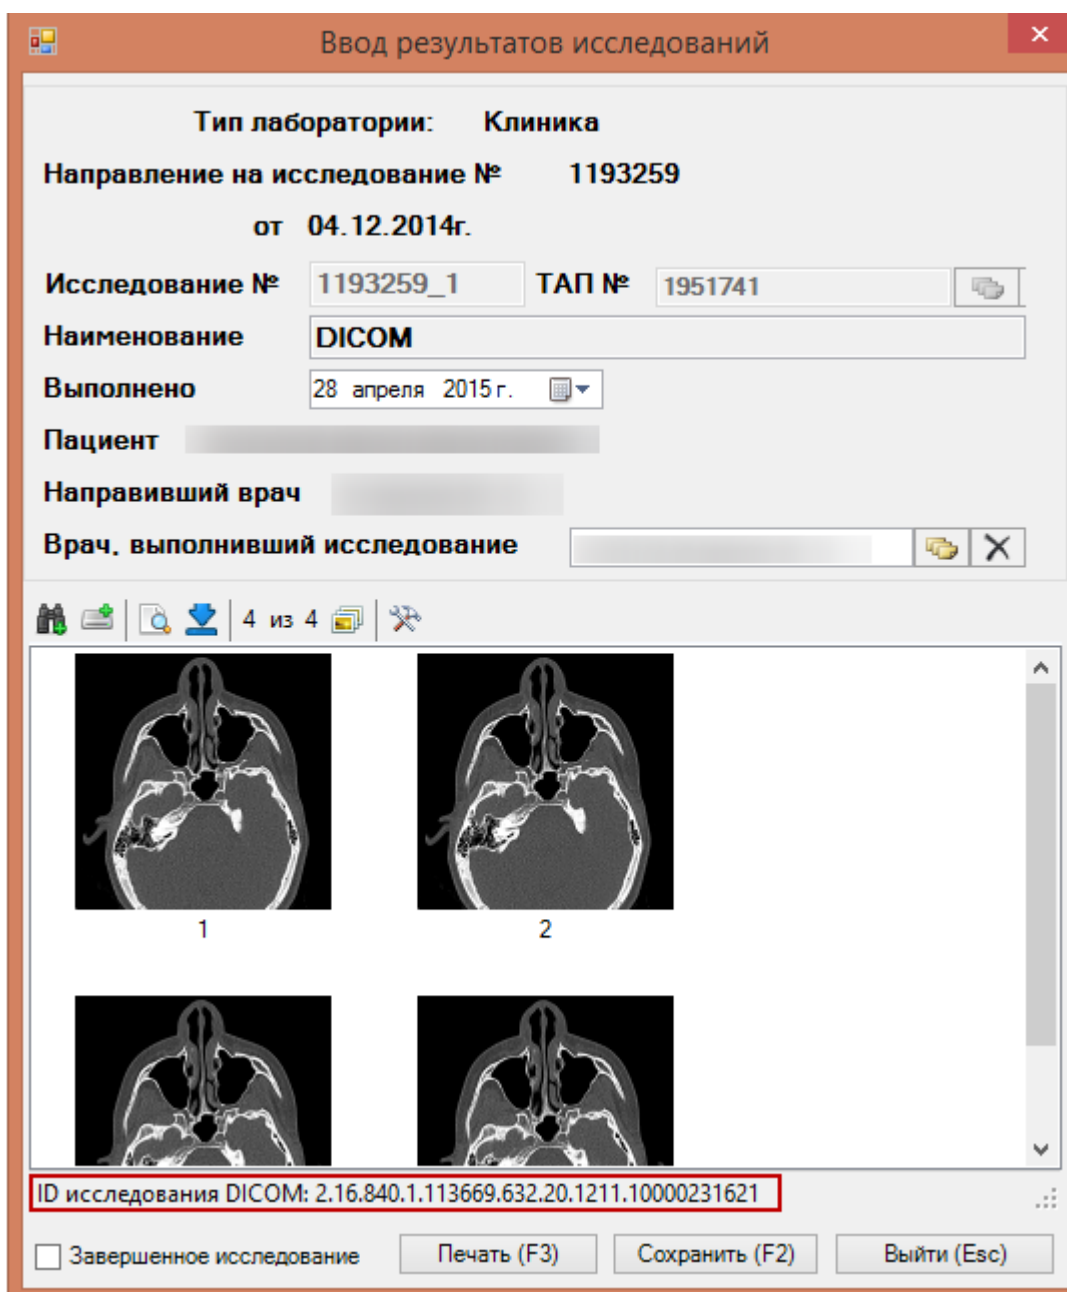 Ввод результатов исследований
Тип лаборатории: Клиника
Направление на исследование № 1193259
от 04.12.2014г.
Исследование № 1193259_1 ТАП № 1951741
Наименование DICOM
Выполнено 28 апреля 2015 г.
Пациент
Направивший врач
Врач, выполнивший исследование
4 из 4
1 2
ID исследования DICOM: 2.16.840.1.113669.632.20.1211.10000231621
Завершенное исследование Печать (F3) Сохранить (F2) Выйти (Esc)